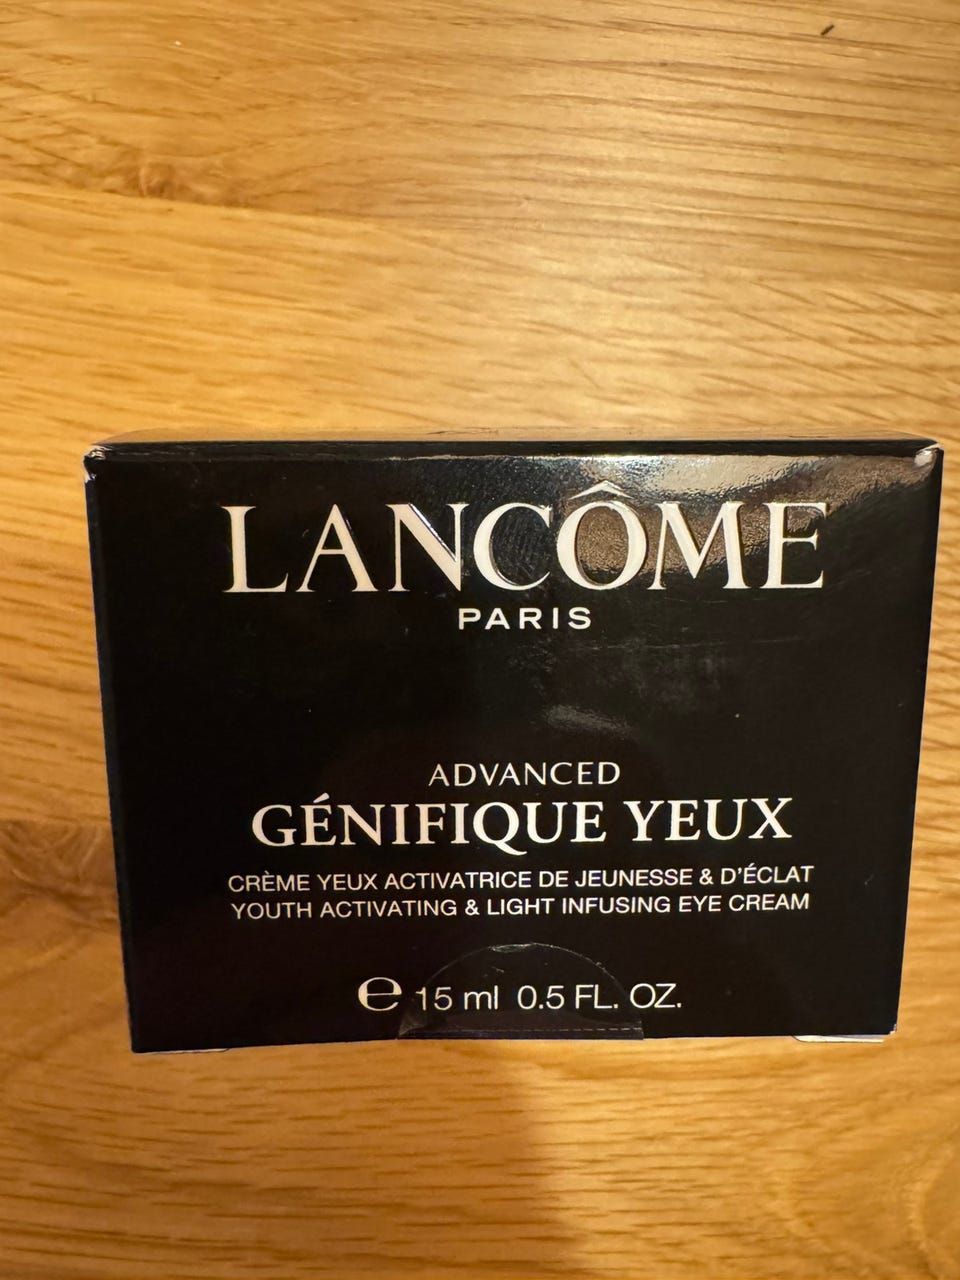 LANCÔME
PARIS
ADVANCED
GÉNIFIQUE YEUX
CRÈME YEUX ACTIVATRICE DE JEUNESSE & D'ÉCLAT
YOUTH ACTIVATING & LIGHT INFUSING EYE CREAM
℮ 15 ml 0.5 FL. OZ.